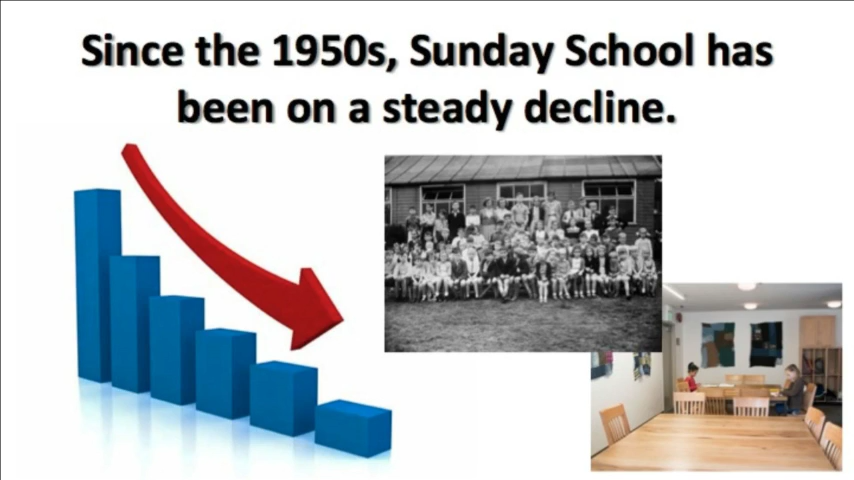 Since the 1950s, Sunday School has
been on a steady decline.